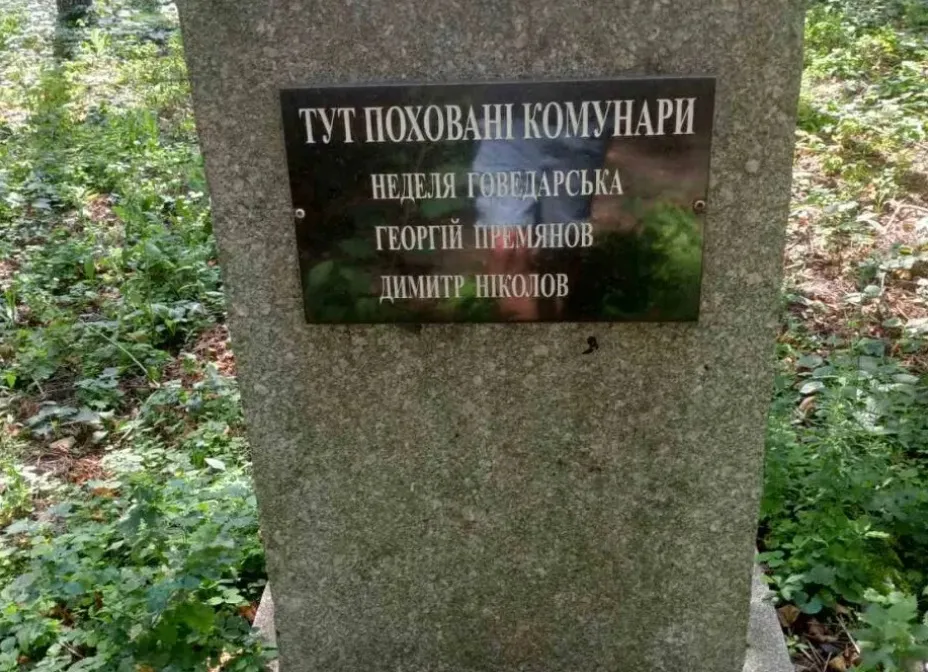 ТУТ ПОХОВАНІ КОМУНАРИ
НЕДЕЛЯ ГОВЕДАРСЬКА
ГЕОРГІЙ ПРЕМЯНОВ
ДИМИТР НІКОЛОВ